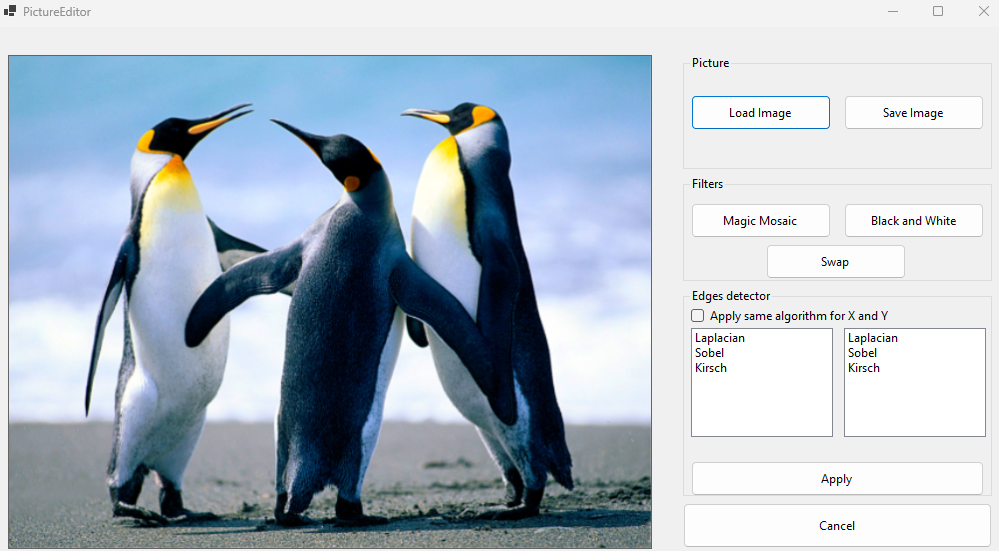 PictureEditor
Picture
Load Image
Save Image
Filters
Magic Mosaic
Black and White
Swap
Edges detector
Apply same algorithm for X and Y
Laplacian
Sobel
Kirsch
Laplacian
Sobel
Kirsch
Apply
Cancel